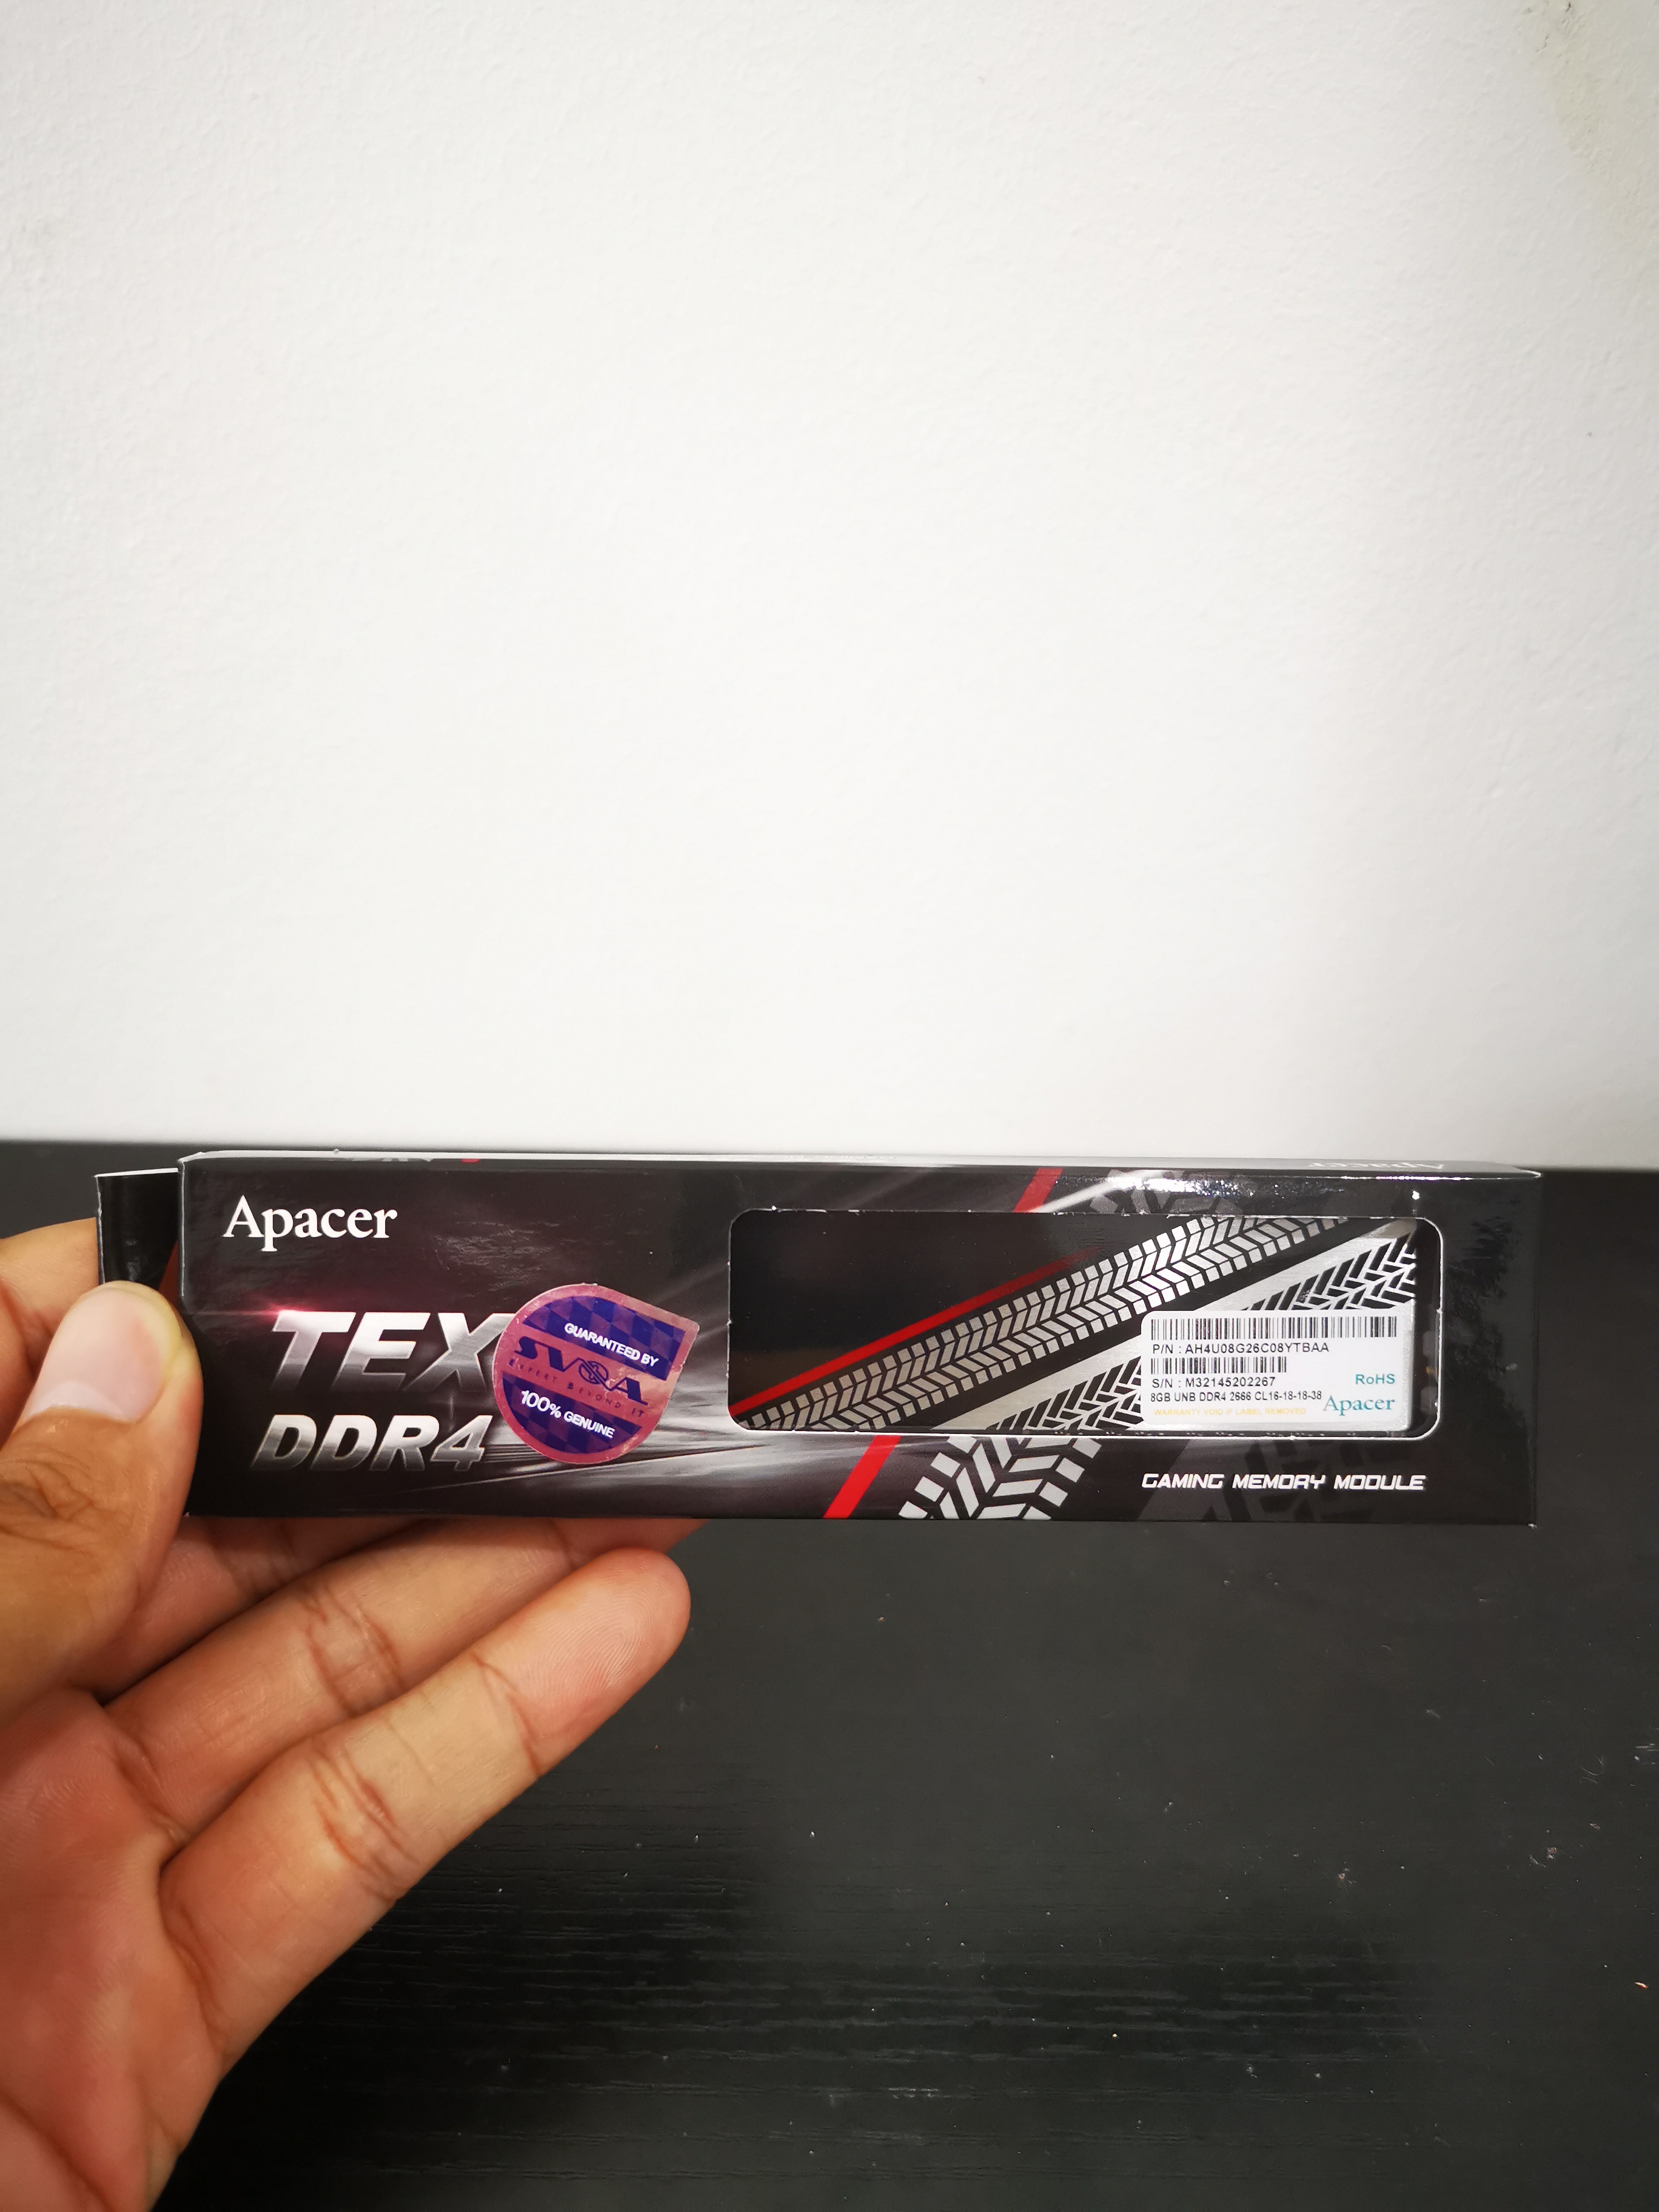 Apacer
TEX
DDR4
GUARANTEED BY
SVOA
EXPERT BEYOND IT
100% GENUINE
P/N : AH4U08G26C08YTBAA
S/N : M32145202267
8GB UNB DDR4 2666 CL16-18-18-38
WARRANTY VOID IF LABEL REMOVED
RoHS
Apacer
GAMING MEMORY MODULE
Apacer